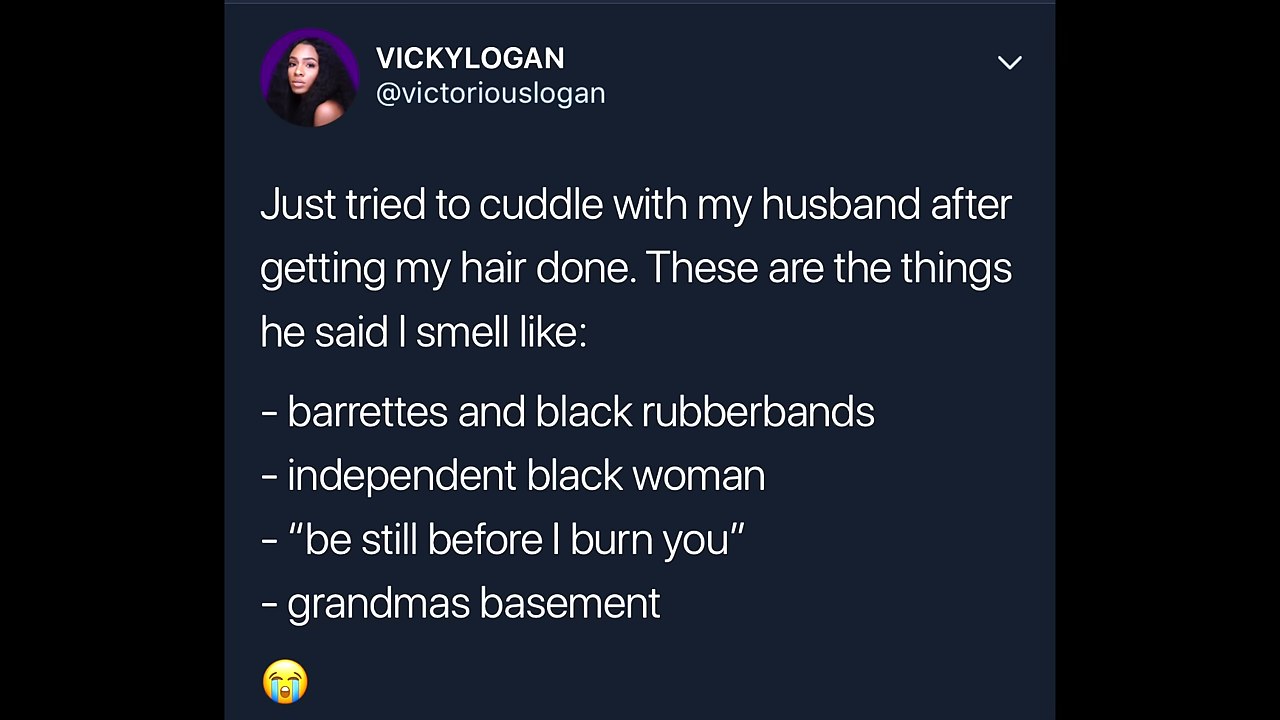 VICKYLOGAN
@victoriouslogan
Just tried to cuddle with my husband after
getting my hair done. These are the things
he said I smell like:
- barrettes and black rubberbands
- independent black woman
- “be still before I burn you”
- grandmas basement
😭